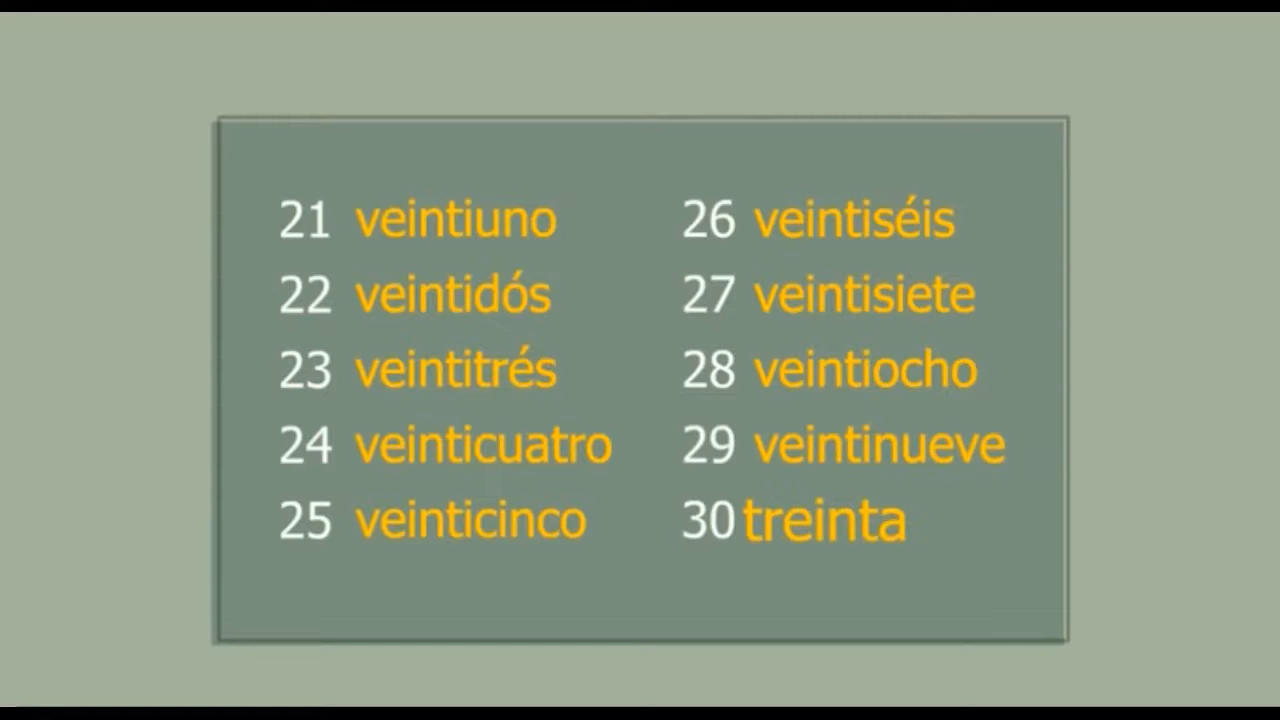 21 veintiuno
22 veintidós
23 veintitrés
24 veinticuatro
25 veinticinco
26 veintiséis
27 veintisiete
28 veintiocho
29 veintinueve
30 treinta